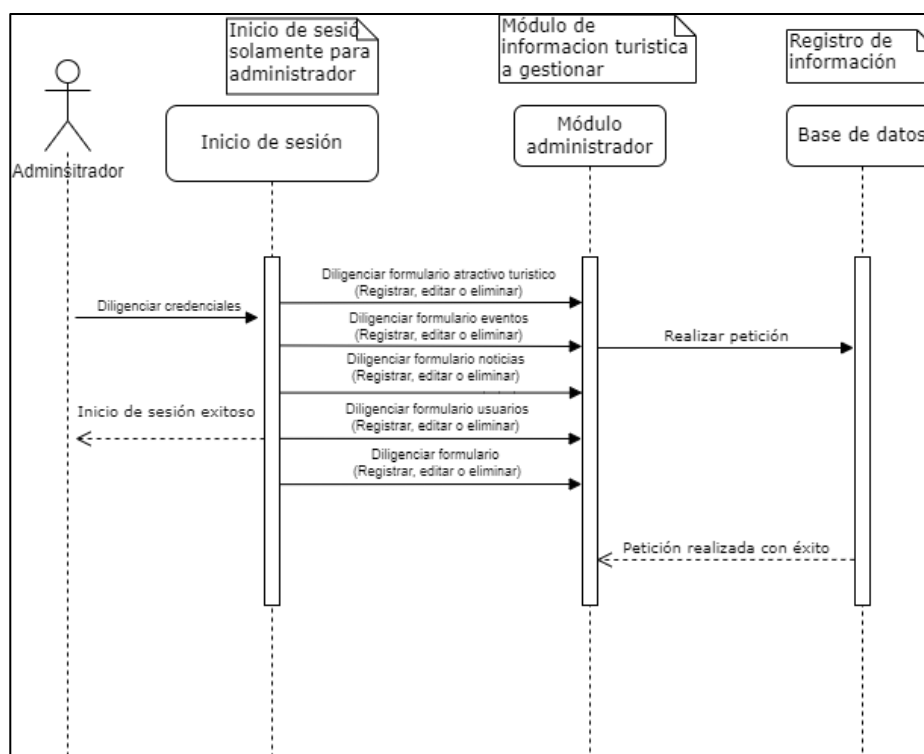 Inicio de sesió
solamente para
administrador
Módulo de
informacion turistica
a gestionar
Registro de
información
Adminsitrador
Inicio de sesión
Módulo
administrador
Base de datos
Diligenciar formulario atractivo turistico
(Registrar, editar o eliminar)
Diligenciar credenciales
Diligenciar formulario eventos
(Registrar, editar o eliminar)
Realizar petición
Diligenciar formulario noticias
(Registrar, editar o eliminar)
Inicio de sesión exitoso
Diligenciar formulario usuarios
(Registrar, editar o eliminar)
Diligenciar formulario
(Registrar, editar o eliminar)
Petición realizada con éxito